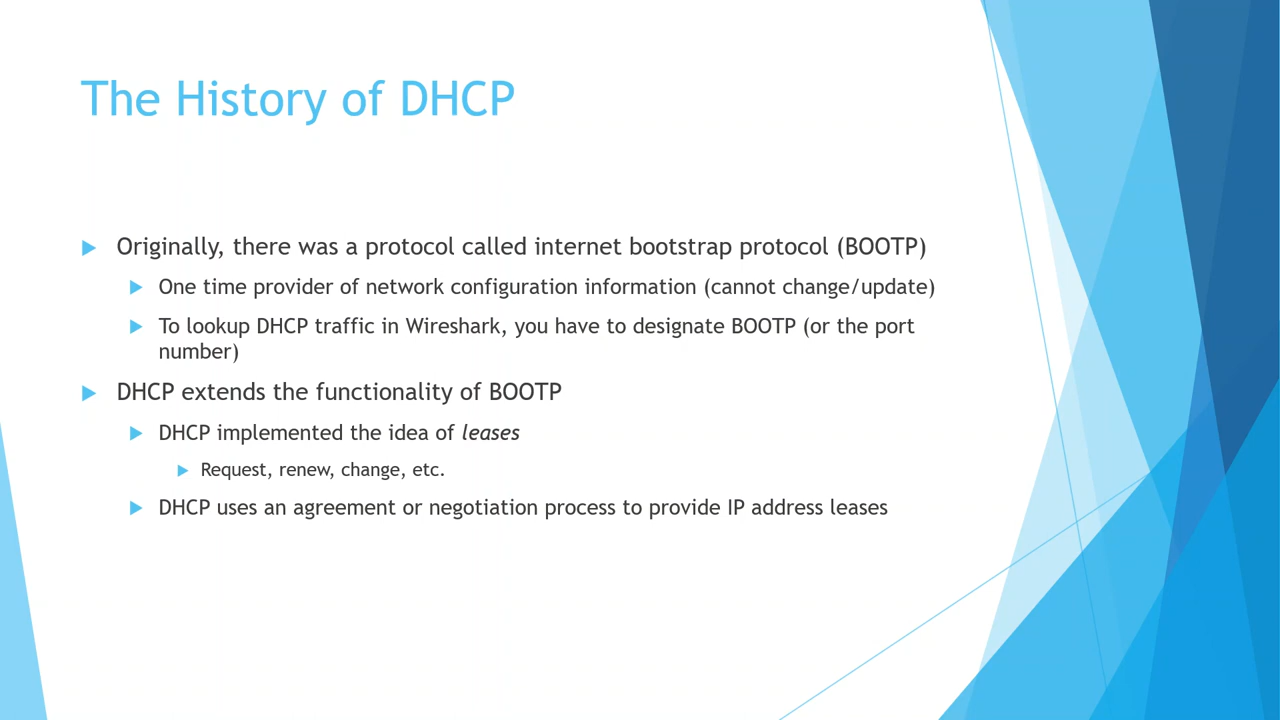 The History of DHCP
Originally, there was a protocol called internet bootstrap protocol (BOOTP)
One time provider of network configuration information (cannot change/update)
To lookup DHCP traffic in Wireshark, you have to designate BOOTP (or the port
number)
DHCP extends the functionality of BOOTP
DHCP implemented the idea of leases
Request, renew, change, etc.
DHCP uses an agreement or negotiation process to provide IP address leases